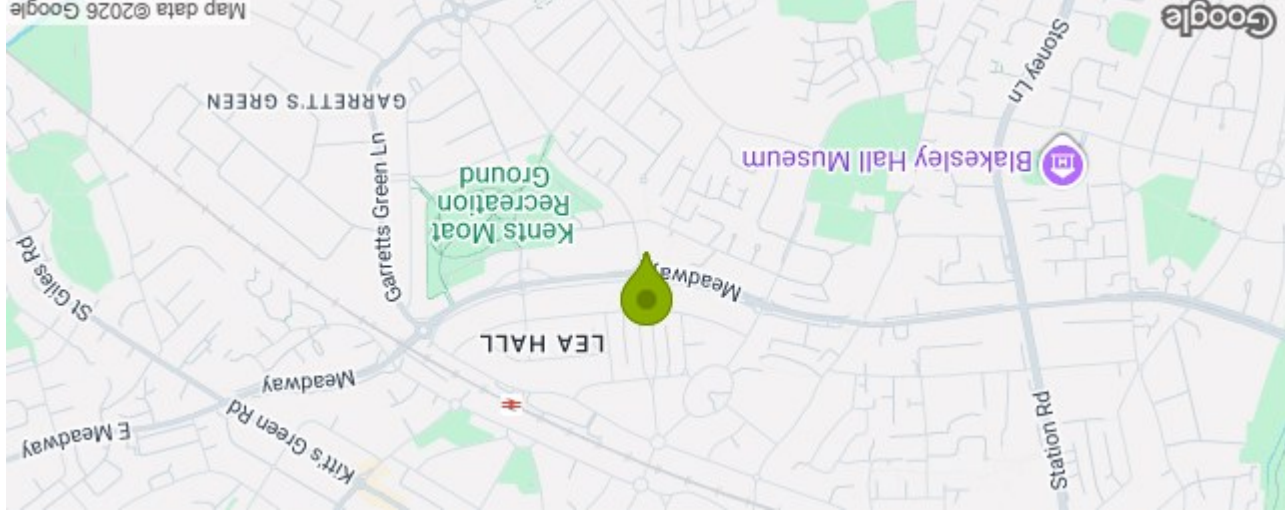 E Meadway
Kitt's Green Rd
Station Rd
Meadway
LEA HALL
St Giles Rd
Meadway
Garretts Green Ln
Kents Moat
Recreation
Ground
Blakesley Hall Museum
GARRETT'S GREEN
Stoney Ln
Google
Map data ©2026 Google